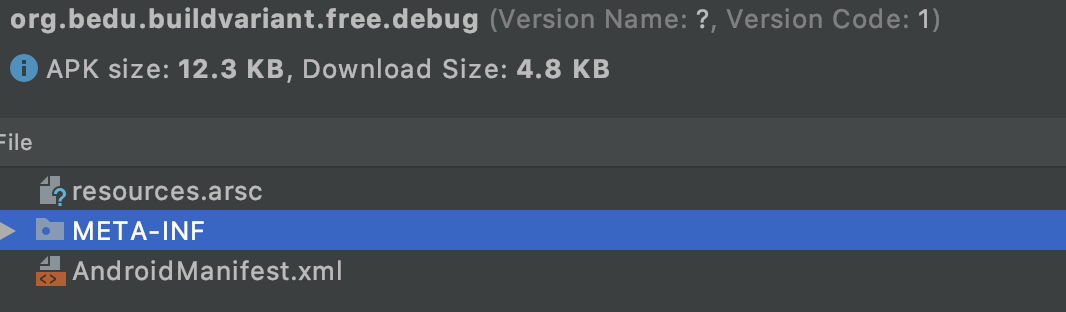 org.bedu.buildvariant.free.debug (Version Name: ?, Version Code: 1)
APK size: 12.3 KB, Download Size: 4.8 KB
File
resources.arsc
META-INF
AndroidManifest.xml